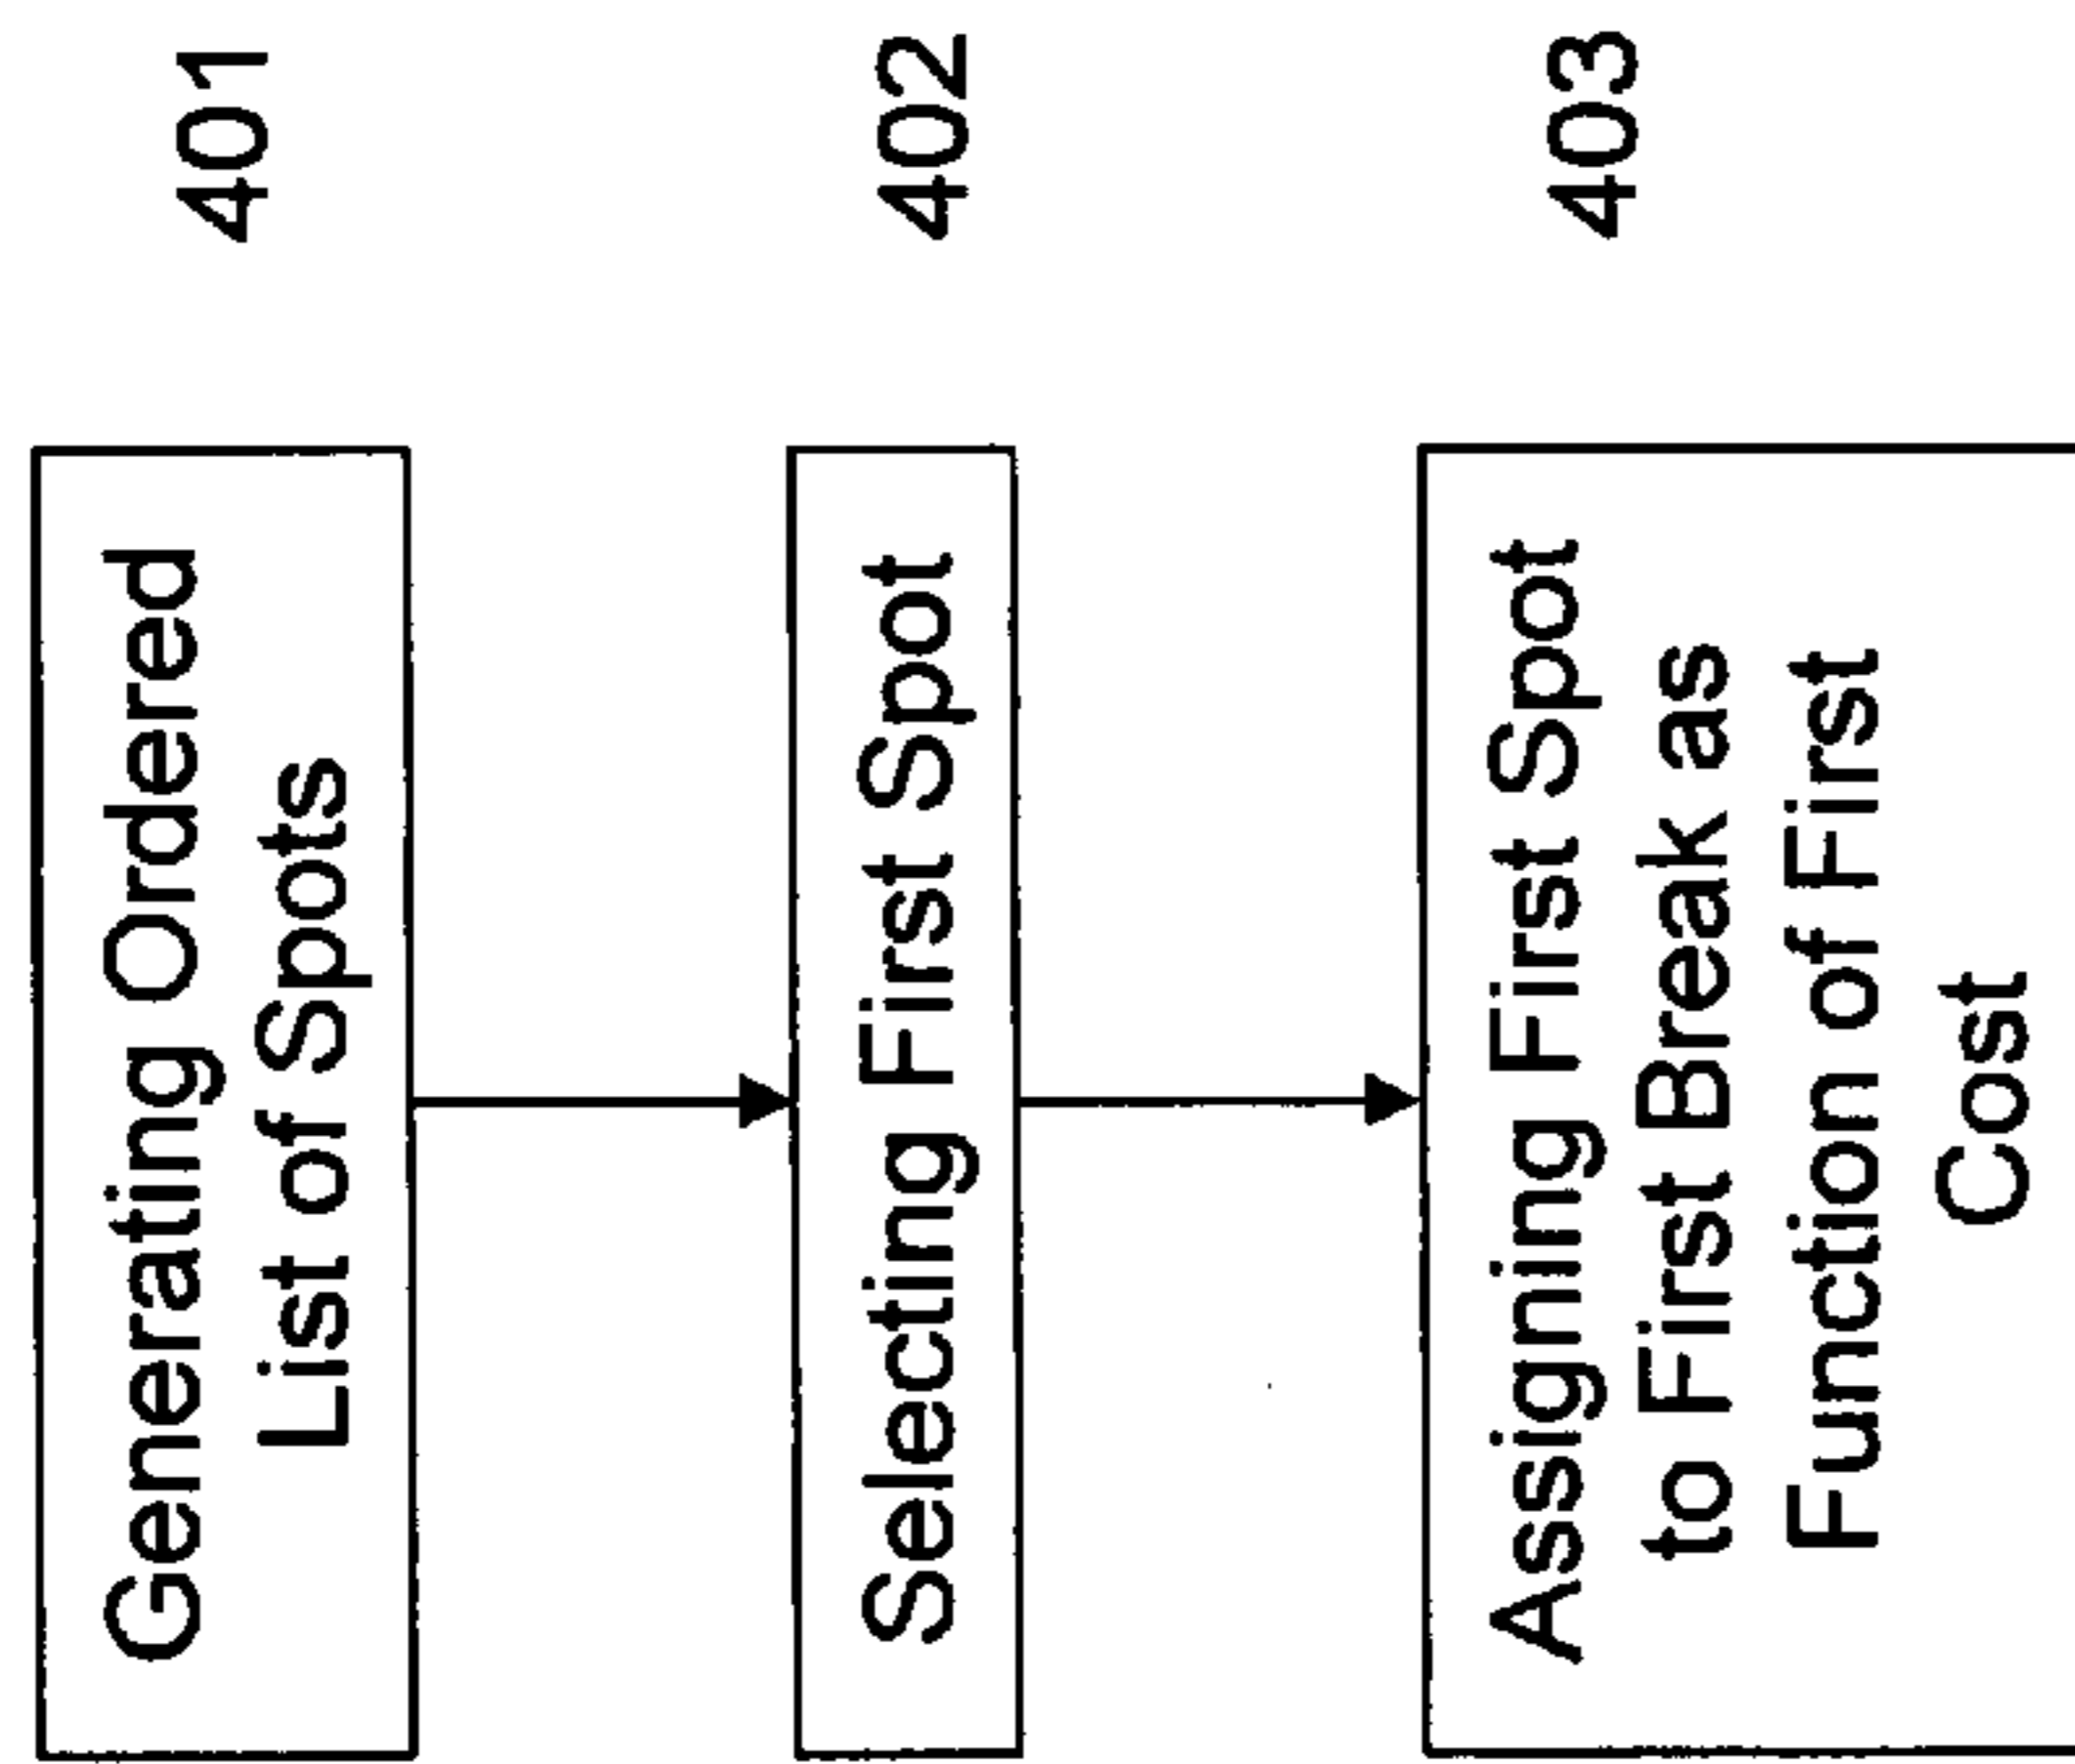 Generating Ordered
List of Spots
401
Selecting First Spot
402
Assigning First Spot
to First Break as
Function of First
Cost
403